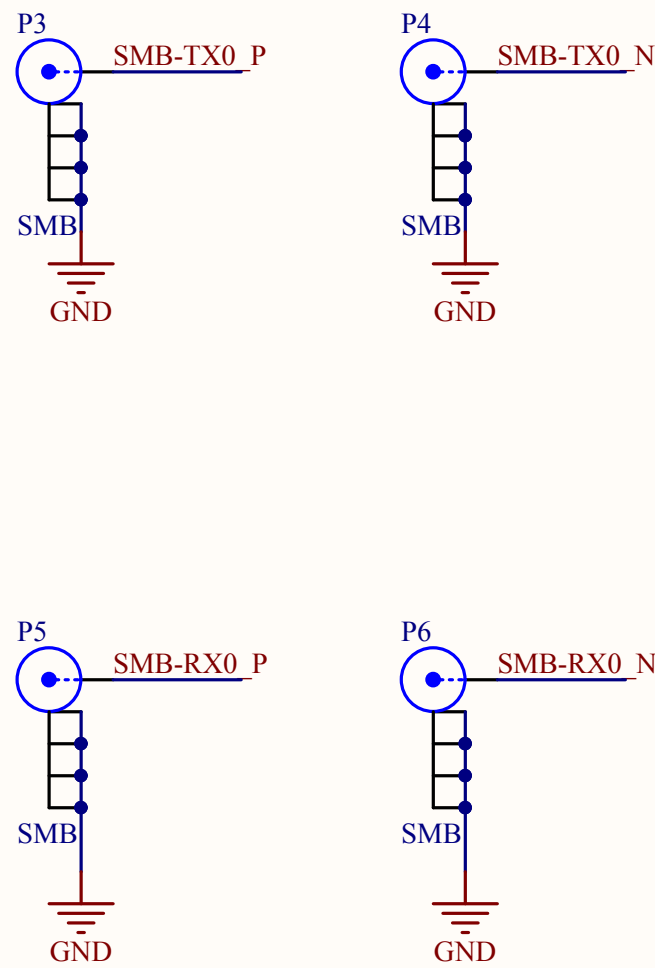 P3
P4
SMB-TX0_P
SMB-TX0_N
SMB
SMB
GND
GND
P5
P6
SMB-RX0_P
SMB-RX0_N
SMB
SMB
GND
GND